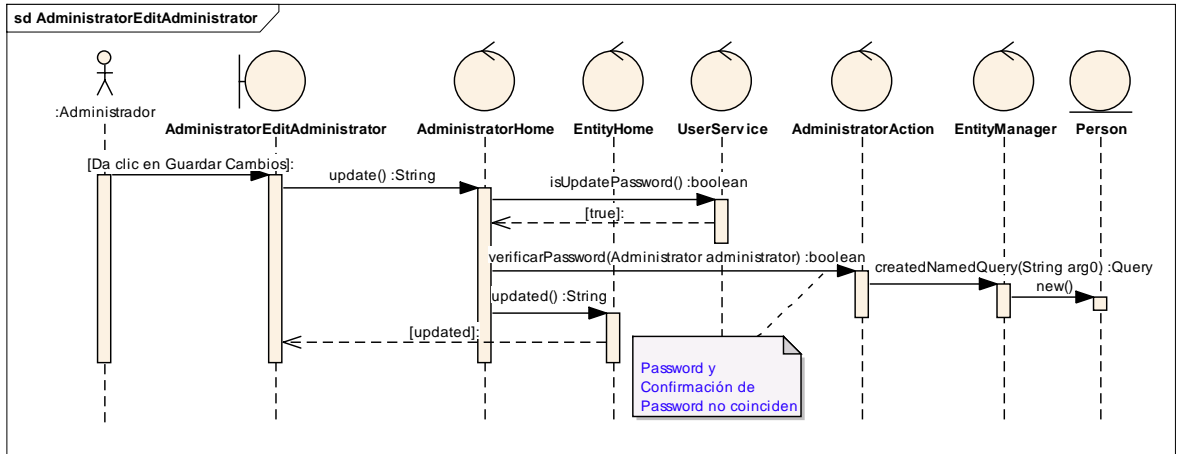 sd AdministratorEditAdministrator
:Administrador
AdministratorEditAdministrator
AdministratorHome
EntityHome
UserService
AdministratorAction
EntityManager
Person
[Da clic en Guardar Cambios]:
update() :String
isUpdatePassword() :boolean
[true]:
verificarPassword(Administrator administrator) :boolean
createdNamedQuery(String arg0) :Query
new()
updated() :String
[updated]:
Password y
Confirmación de
Password no coinciden